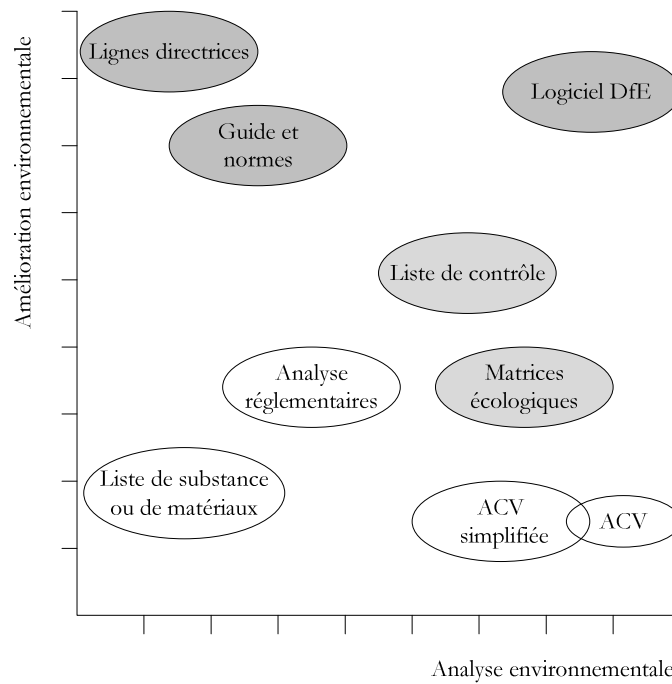 Amélioration environnementale
Lignes directrices
Logiciel DfE
Guide et
normes
Liste de contrôle
Analyse
réglementaires
Matrices
écologiques
Liste de substance
ou de matériaux
ACV
simplifiée
ACV
Analyse environnementale